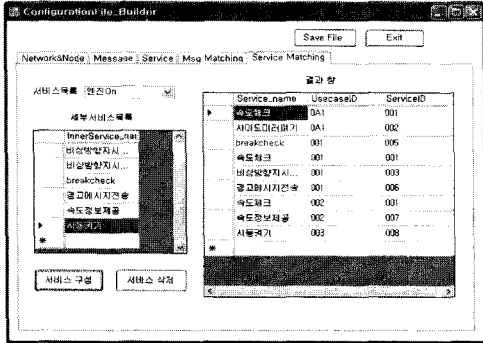 ConfigurationFile_Builder
Save File Exit
Network&Node Message Service Msg Matching Service Matching
서비스목록 엔진On
세부서비스목록
InnerService_nam
비상방향지시...
비상방향지시...
breakcheck
경고메시지전송
속도정보제공
시동켜기
서비스 구성 서비스 삭제
결과 창
Service_name UsecaseID ServiceID
속도체크 0A1 001
사이드미러펴기 0A1 002
breakcheck 001 005
속도체크 001 001
비상방향지시... 001 003
경고메시지전송 001 006
속도체크 002 001
속도정보제공 002 007
시동켜기 003 008